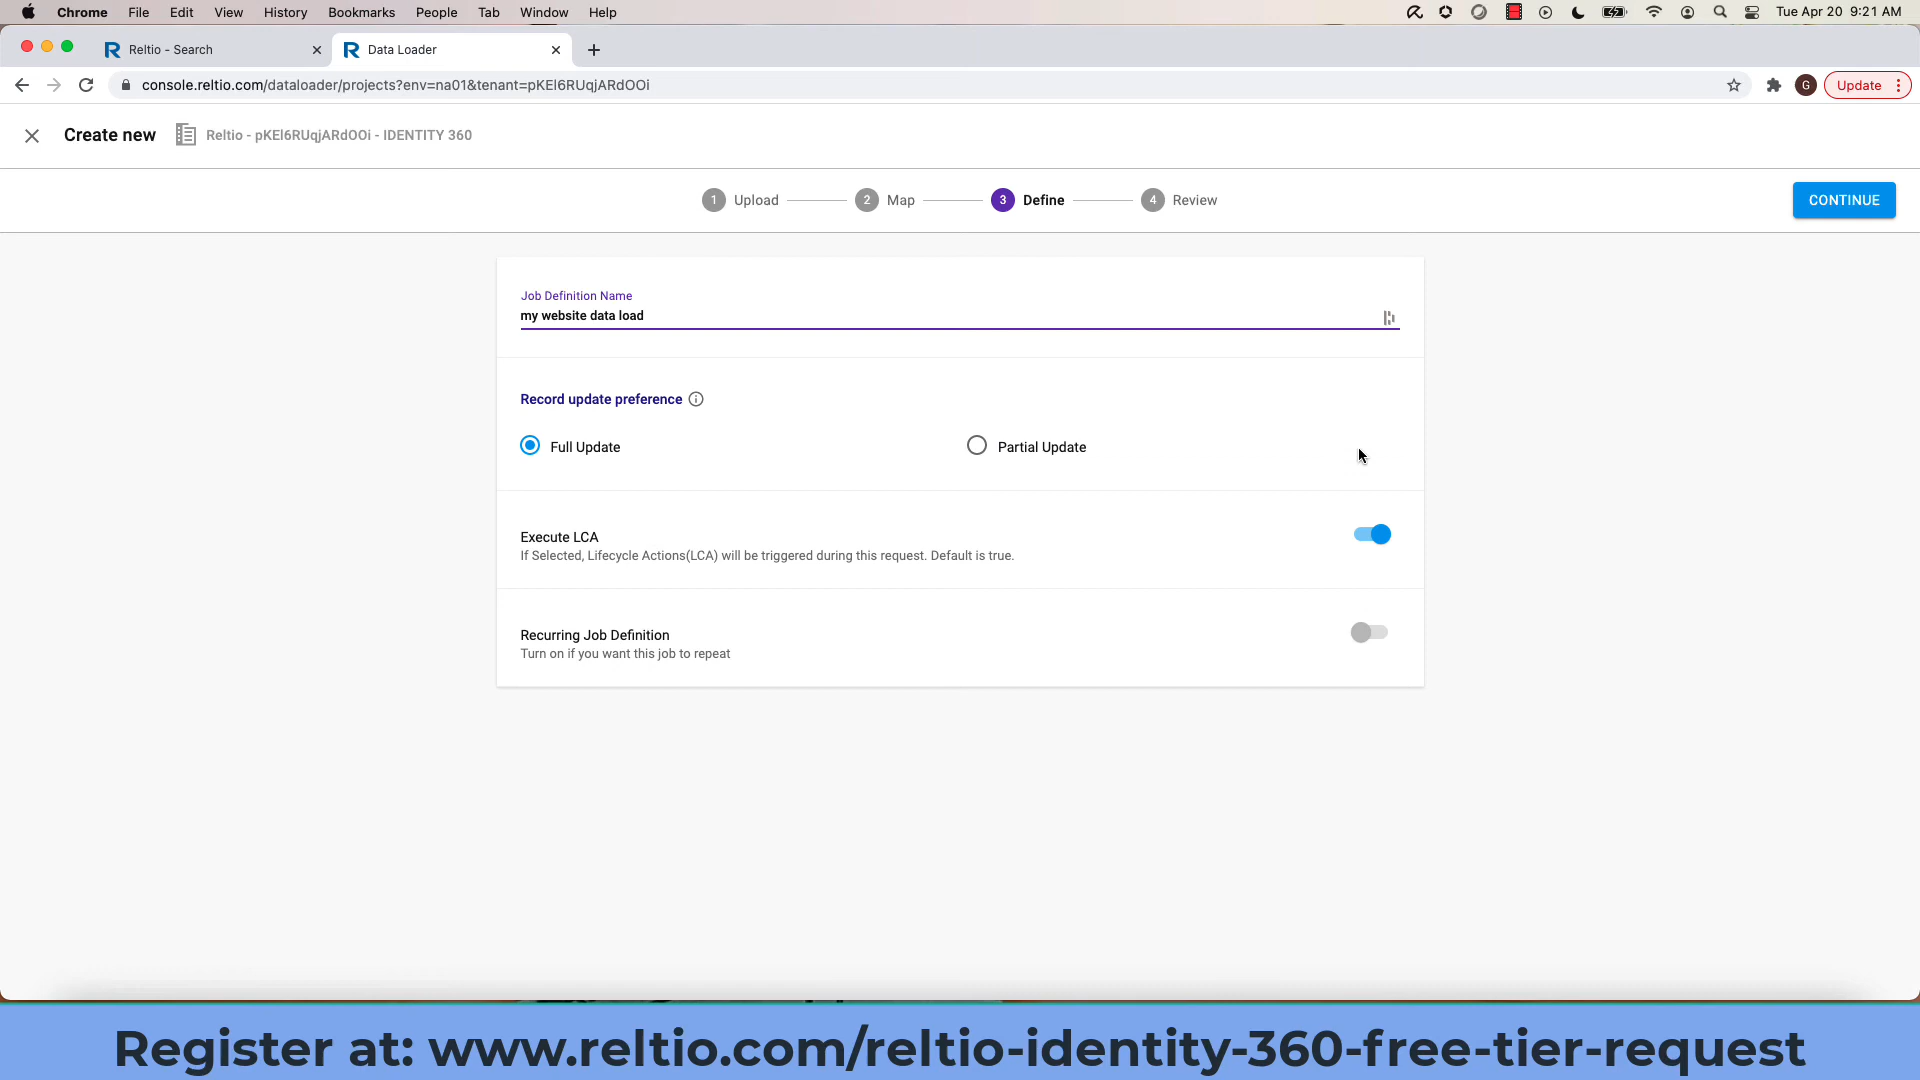 Chrome File Edit View History Bookmarks People Tab Window Help Tue Apr 20 9:21 AM
Reltio - Search Data Loader
console.reltio.com/dataloader/projects?env=na01&tenant=pKEl6RUqjARdOOi G Update
Create new Reltio - pKEl6RUqjARdOOi - IDENTITY 360
1 Upload 2 Map 3 Define 4 Review CONTINUE
Job Definition Name
my website data load
Record update preference
Full Update Partial Update
Execute LCA
If Selected, Lifecycle Actions(LCA) will be triggered during this request. Default is true.
Recurring Job Definition
Turn on if you want this job to repeat
Register at: www.reltio.com/reltio-identity-360-free-tier-request